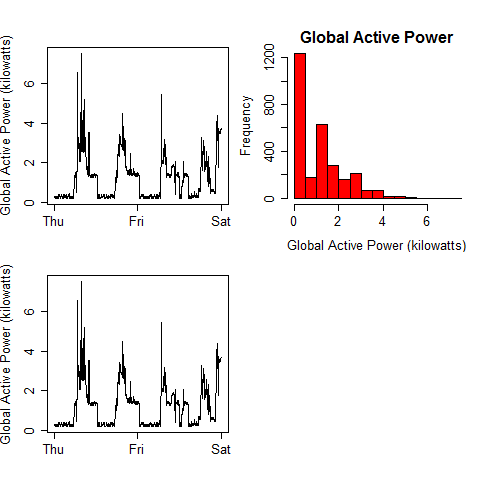 Global Active Power (kilowatts)
0 2 4 6
Thu Fri Sat
Global Active Power
Frequency
0 400 1200
0 2 4 6
Global Active Power (kilowatts)
Global Active Power (kilowatts)
0 2 4 6
Thu Fri Sat